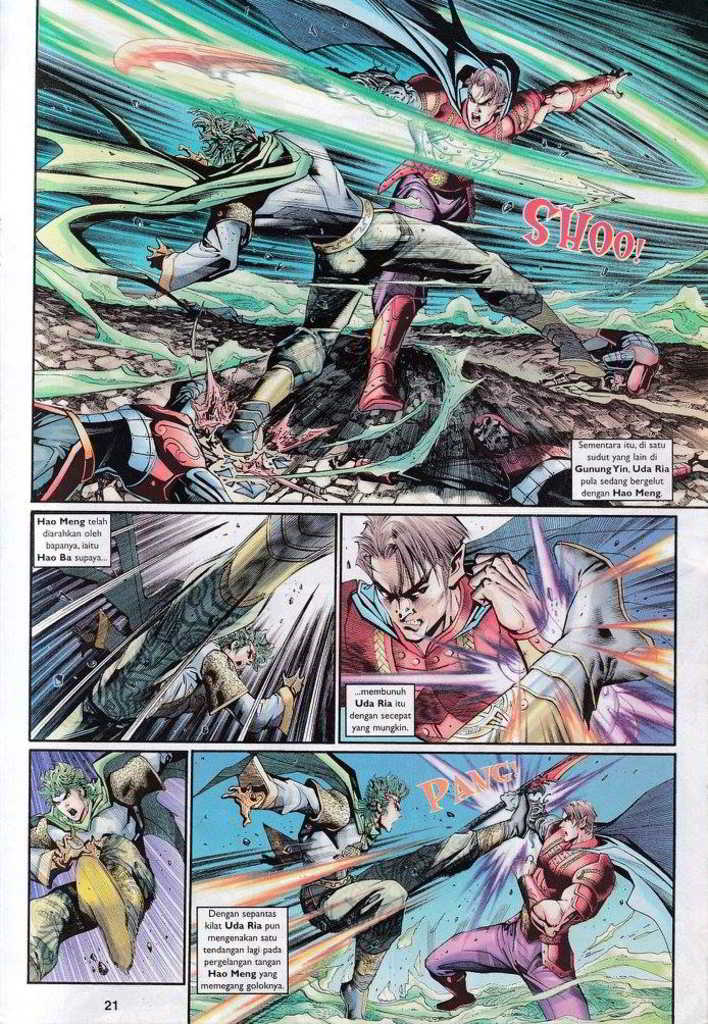 SHOO!
Sementara itu, di satu
sudut yang lain di
Gunung Yin, Uda Ria
pula sedang bergelut
dengan Hao Meng.
Hao Meng telah
diarahkan oleh
bapanya, iaitu
Hao Ba supaya...
...membunuh
Uda Ria itu
dengan secepat
yang mungkin.
PANG!
Dengan sepantas
kilat Uda Ria pun
mengenakan satu
tendangan lagi pada
pergelangan tangan
Hao Meng yang
memegang goloknya.
21